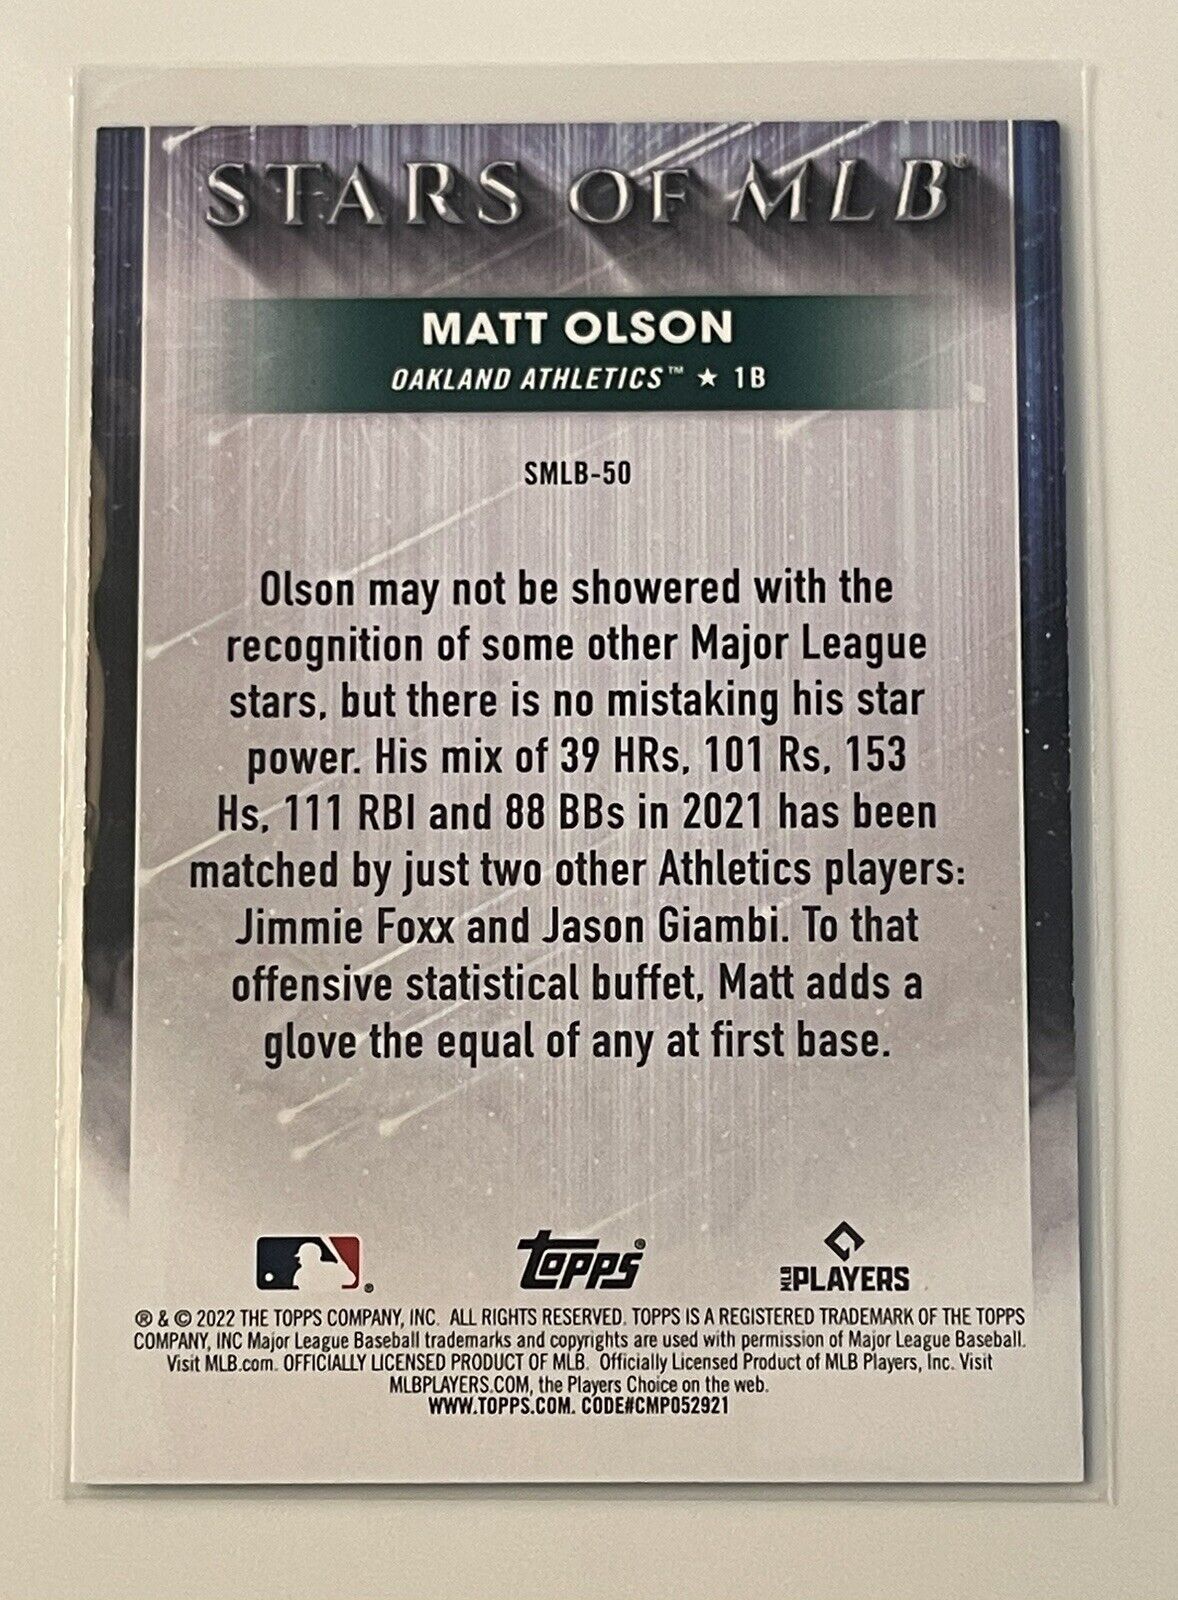 STARS OF MLB®
MATT OLSON
OAKLAND ATHLETICS™ ★ 1B
SMLB-50
Olson may not be showered with the
recognition of some other Major League
stars, but there is no mistaking his star
power. His mix of 39 HRs, 101 Rs, 153
Hs, 111 RBI and 88 BBs in 2021 has been
matched by just two other Athletics players:
Jimmie Foxx and Jason Giambi. To that
offensive statistical buffet, Matt adds a
glove the equal of any at first base.
® topps® MLB PLAYERS
® & © 2022 THE TOPPS COMPANY, INC. ALL RIGHTS RESERVED. TOPPS IS A REGISTERED TRADEMARK OF THE TOPPS
COMPANY, INC Major League Baseball trademarks and copyrights are used with permission of Major League Baseball.
Visit MLB.com. OFFICIALLY LICENSED PRODUCT OF MLB. Officially Licensed Product of MLB Players, Inc. Visit
MLBPLAYERS.COM, the Players Choice on the web.
WWW.TOPPS.COM. CODE#CMP052921